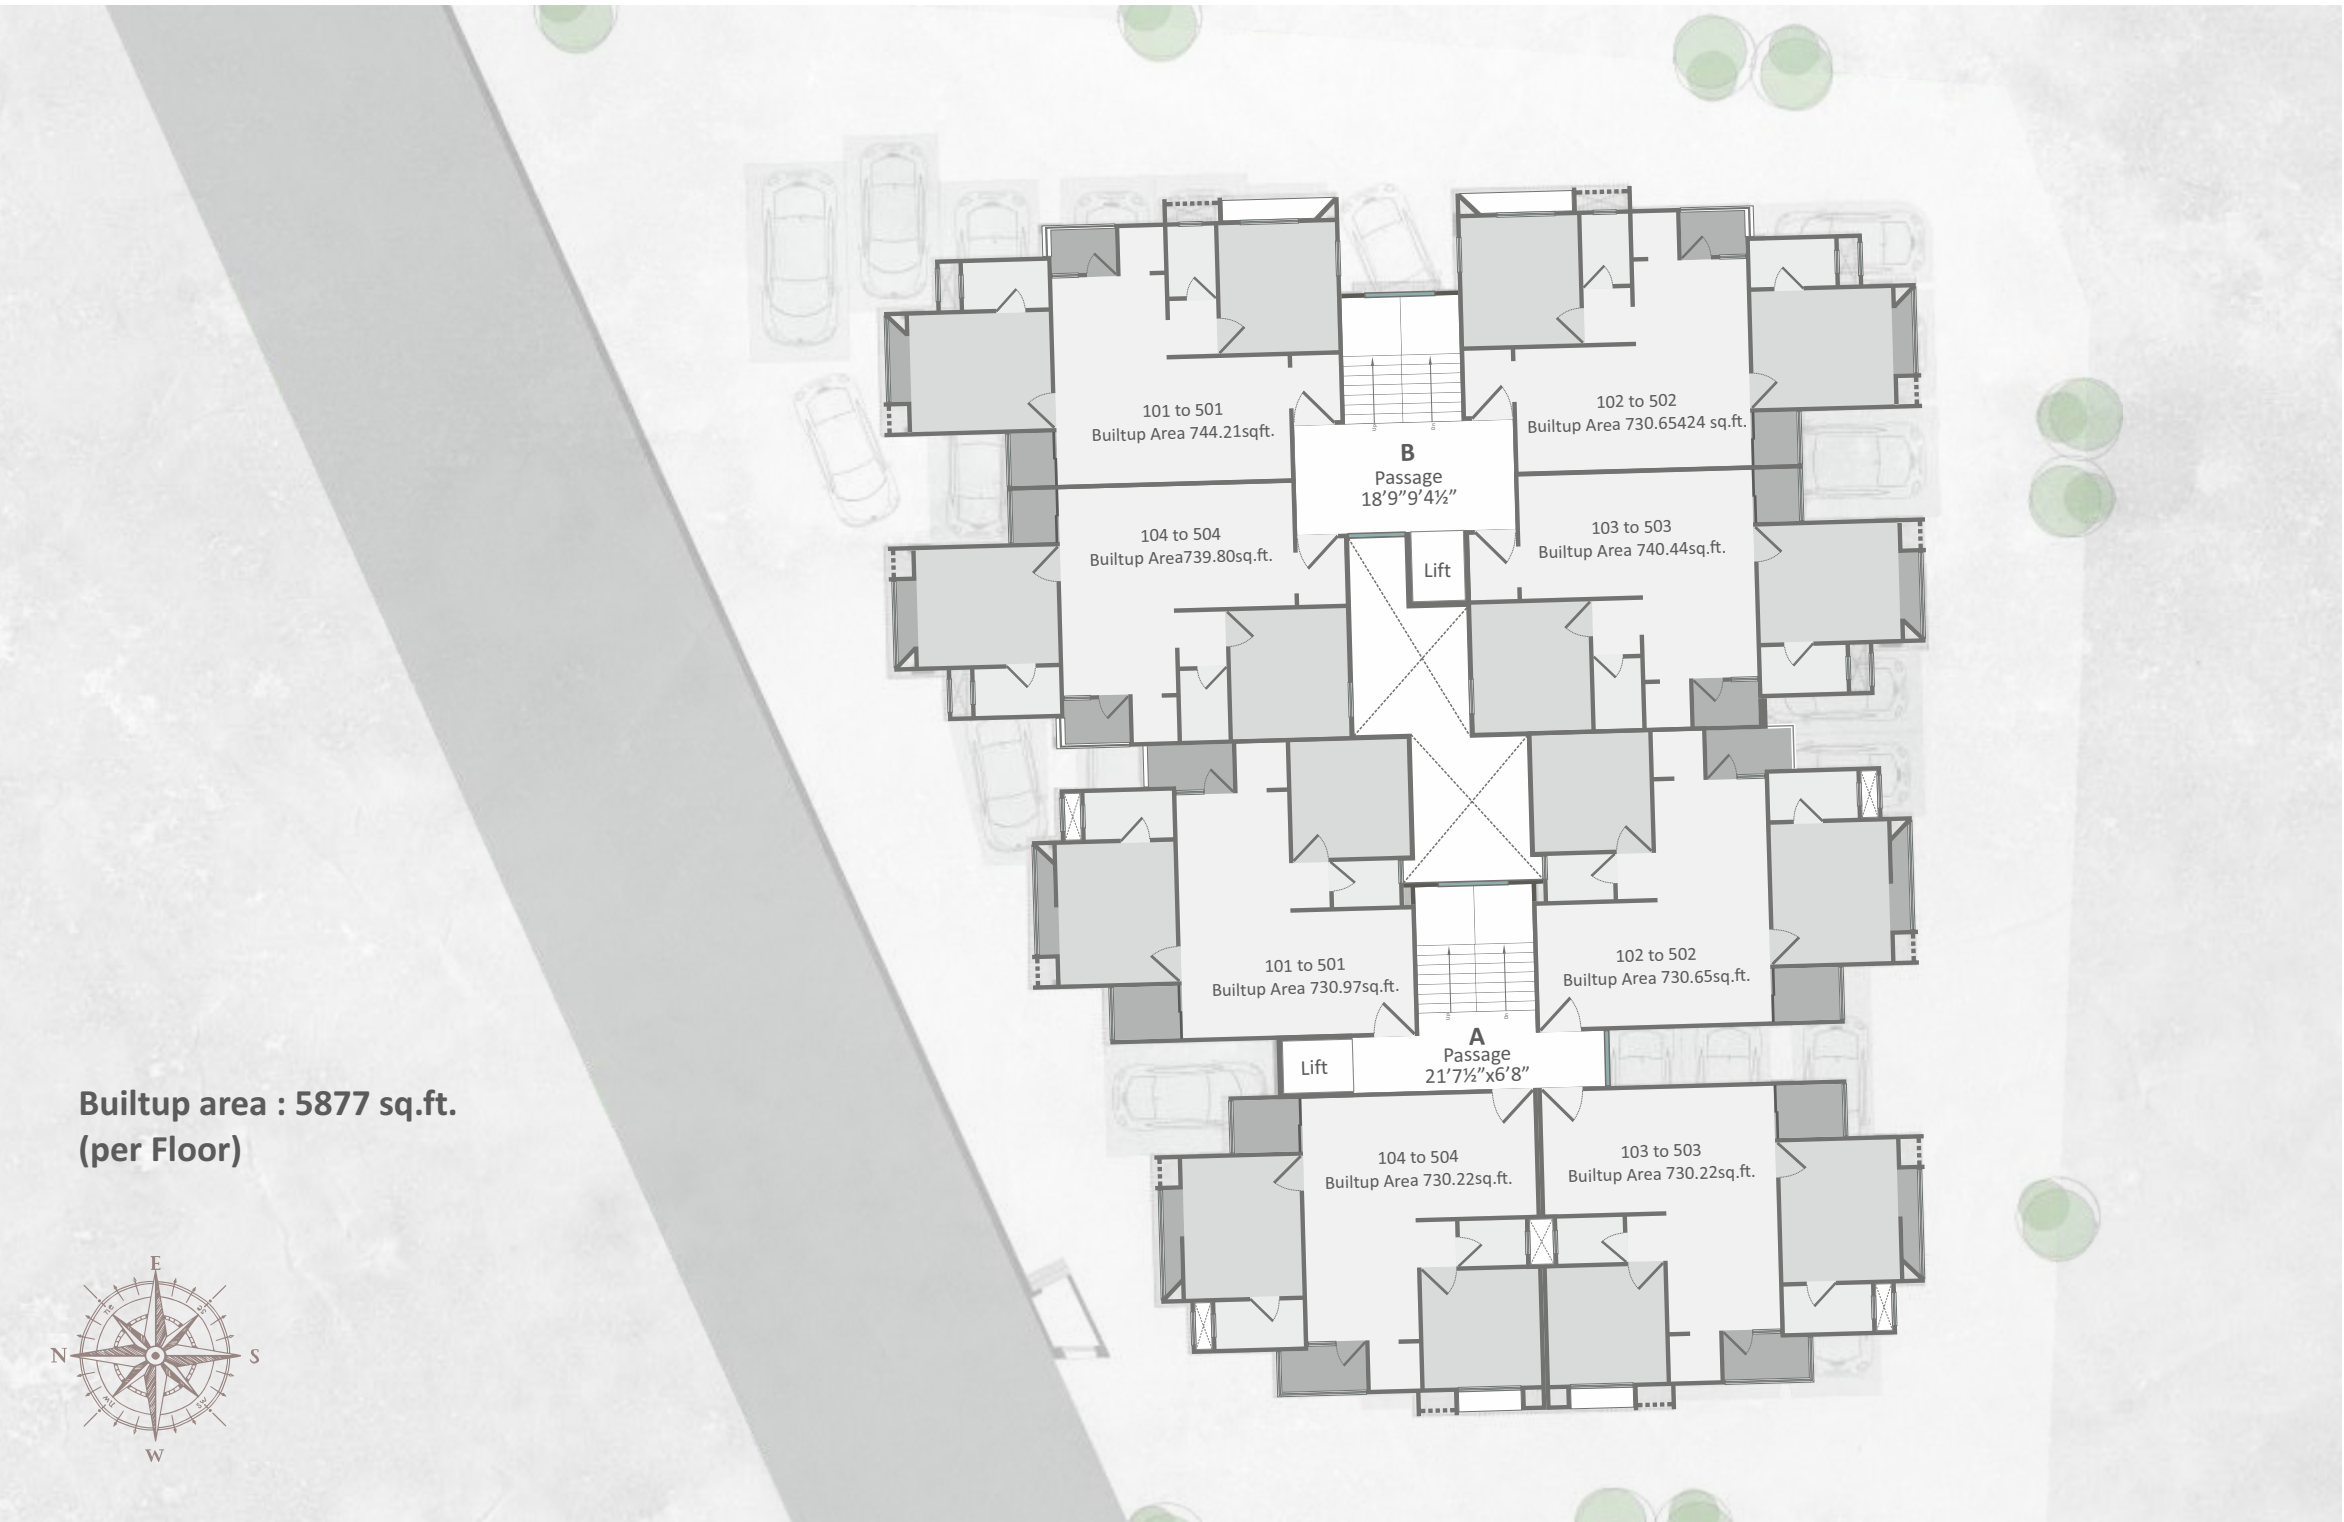 101 to 501
Builtup Area 744.21sqft.
102 to 502
Builtup Area 730.65424 sq.ft.
B
Passage
18’9”9’4½”
104 to 504
Builtup Area739.80sq.ft.
103 to 503
Builtup Area 740.44sq.ft.
Lift
101 to 501
Builtup Area 730.97sq.ft.
102 to 502
Builtup Area 730.65sq.ft.
A
Passage
21’7½”x6’8”
Lift
104 to 504
Builtup Area 730.22sq.ft.
103 to 503
Builtup Area 730.22sq.ft.
Builtup area : 5877 sq.ft.
(per Floor)
E
N
S
W